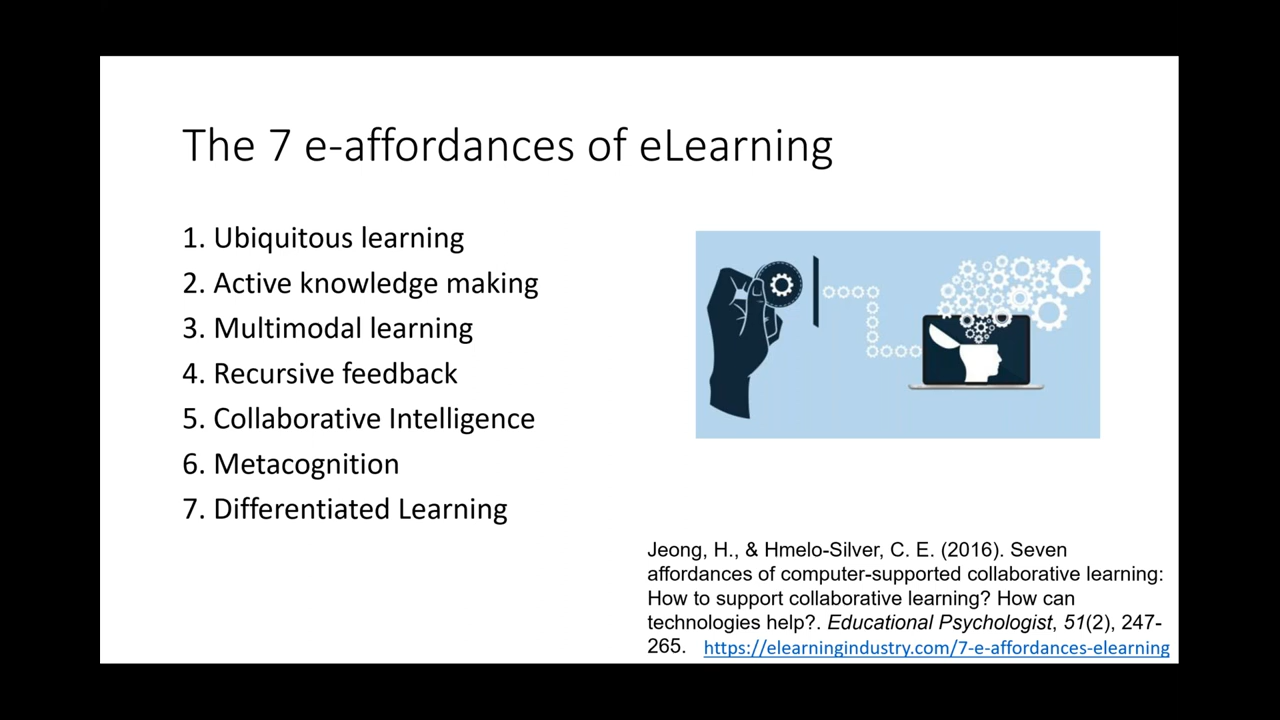 The 7 e-affordances of eLearning
1. Ubiquitous learning
2. Active knowledge making
3. Multimodal learning
4. Recursive feedback
5. Collaborative Intelligence
6. Metacognition
7. Differentiated Learning
Jeong, H., & Hmelo-Silver, C. E. (2016). Seven
affordances of computer-supported collaborative learning:
How to support collaborative learning? How can
technologies help?. Educational Psychologist, 51(2), 247-
265. https://elearningindustry.com/7-e-affordances-elearning